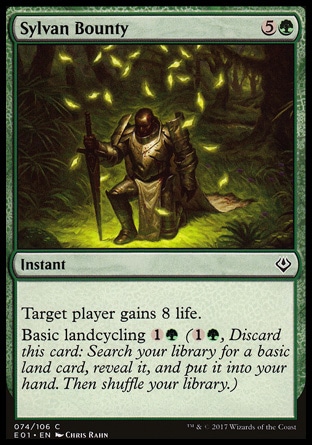 Sylvan Bounty 5
Instant
Target player gains 8 life.
Basic landcycling 1 (1, Discard
this card: Search your library for a basic
land card, reveal it, and put it into your
hand. Then shuffle your library.)
074/106 C
E01 • EN Chris Rahn
™ & © 2017 Wizards of the Coast